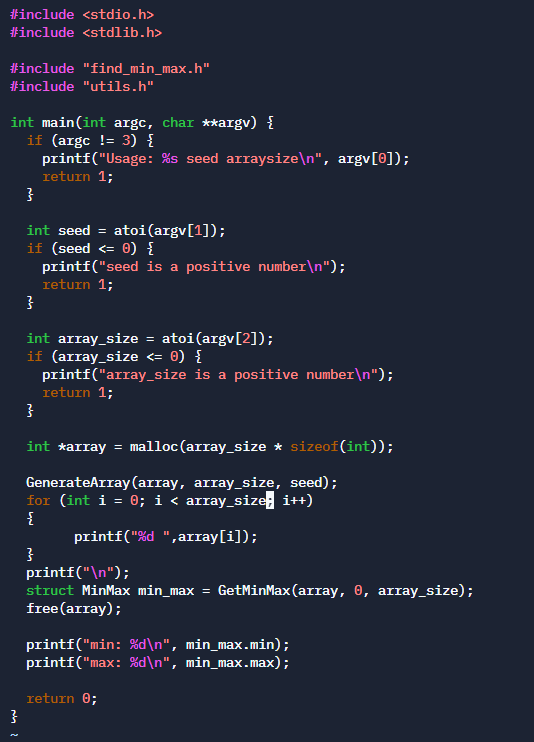 #include <stdio.h>
#include <stdlib.h>

#include "find_min_max.h"
#include "utils.h"

int main(int argc, char **argv) {
  if (argc != 3) {
    printf("Usage: %s seed arraysize\n", argv[0]);
    return 1;
  }

  int seed = atoi(argv[1]);
  if (seed <= 0) {
    printf("seed is a positive number\n");
    return 1;
  }

  int array_size = atoi(argv[2]);
  if (array_size <= 0) {
    printf("array_size is a positive number\n");
    return 1;
  }

  int *array = malloc(array_size * sizeof(int));

  GenerateArray(array, array_size, seed);
  for (int i = 0; i < array_size; i++)
  {
        printf("%d ",array[i]);
  }
  printf("\n");
  struct MinMax min_max = GetMinMax(array, 0, array_size);
  free(array);

  printf("min: %d\n", min_max.min);
  printf("max: %d\n", min_max.max);

  return 0;
}
~